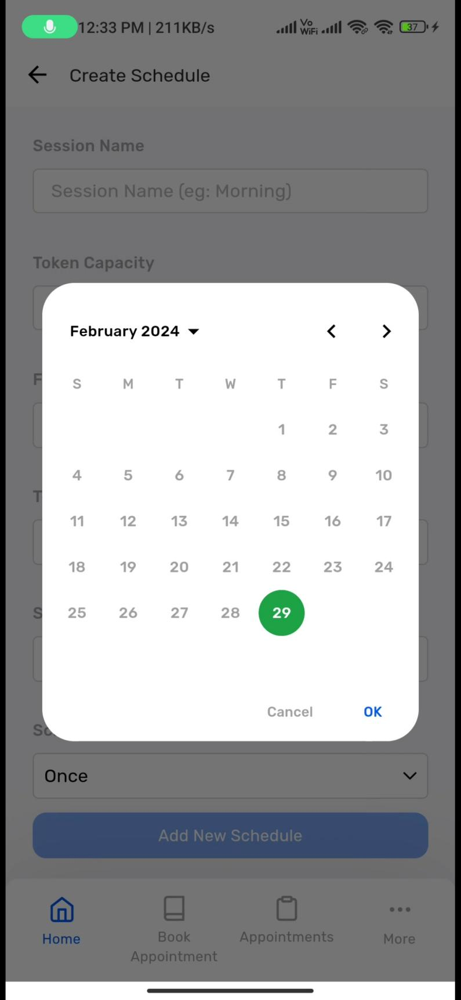 12:33 PM | 211KB/s Vo WiFi 37
Create Schedule
Session Name
Session Name (eg: Morning)
Token Capacity
February 2024
S M T W T F S
1 2 3
4 5 6 7 8 9 10
11 12 13 14 15 16 17
18 19 20 21 22 23 24
25 26 27 28 29
Cancel OK
Once
Add New Schedule
Home
Book
Appointment
Appointments
More